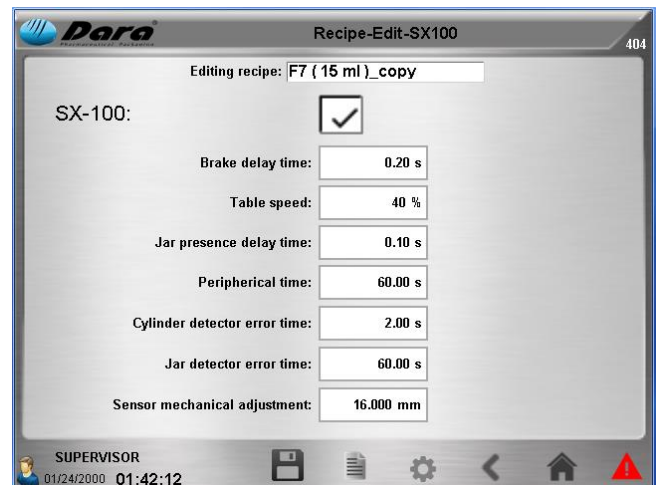 Dara
Pharmaceutical Packaging
Recipe-Edit-SX100
404
Editing recipe: F7 ( 15 ml )_copy
SX-100:
Brake delay time: 0.20 s
Table speed: 40 %
Jar presence delay time: 0.10 s
Peripherical time: 60.00 s
Cylinder detector error time: 2.00 s
Jar detector error time: 60.00 s
Sensor mechanical adjustment: 16.000 mm
SUPERVISOR
01/24/2000 01:42:12